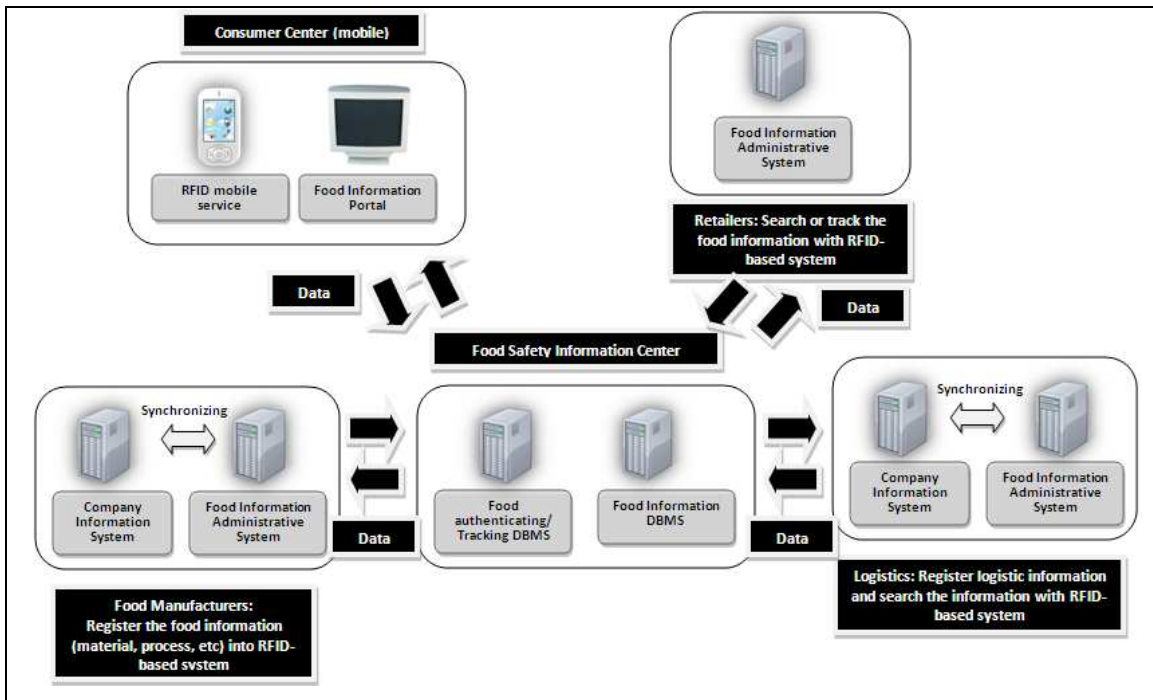 Consumer Center (mobile)
RFID mobile
service
Food Information
Portal
Food Information
Administrative
System
Retailers: Search or track the
food information with RFID-
based system
Data
Data
Food Safety Information Center
Synchronizing
Company
Information
System
Food Information
Administrative
System
Data
Food
authenticating/
Tracking DBMS
Food Information
DBMS
Data
Synchronizing
Company
Information
System
Food Information
Administrative
System
Food Manufacturers:
Register the food information
(material, process, etc) into RFID-
based system
Logistics: Register logistic information
and search the information with RFID-
based system